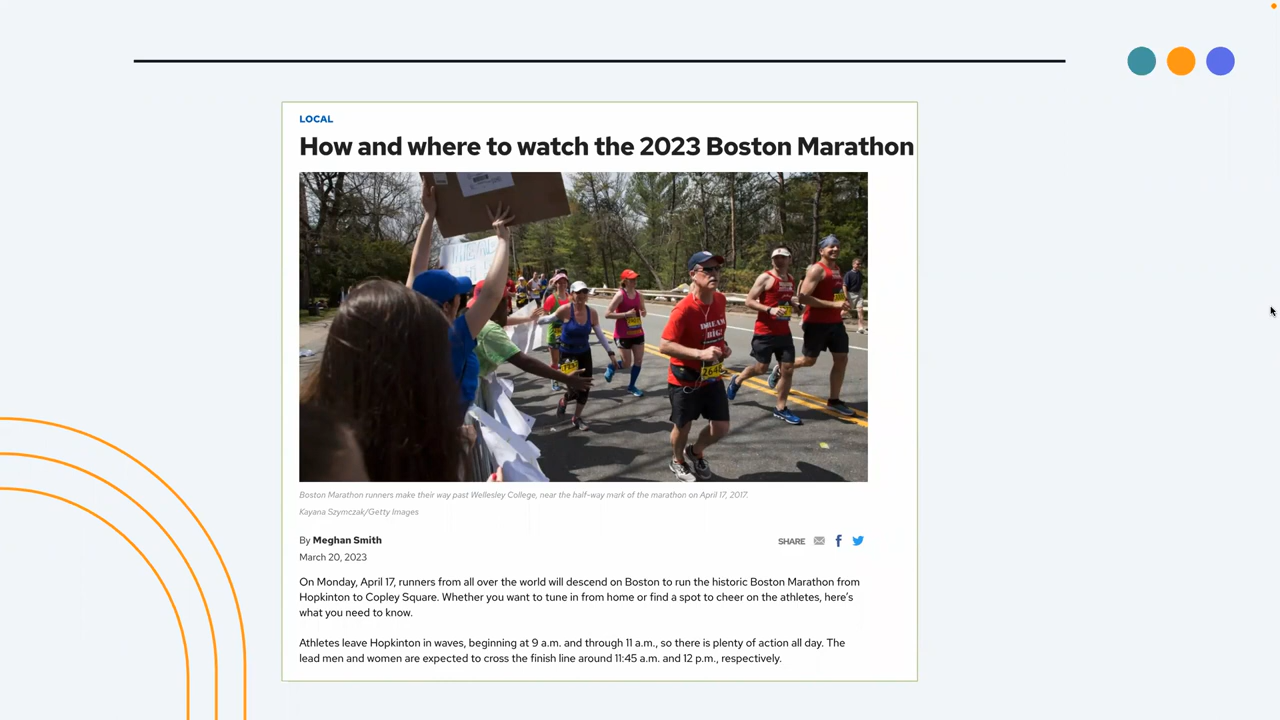 LOCAL
How and where to watch the 2023 Boston Marathon
DREAM
BIG!
2648
Boston Marathon runners make their way past Wellesley College, near the half-way mark of the marathon on April 17, 2017.
Kayana Szymczak/Getty Images
By Meghan Smith
SHARE
March 20, 2023
On Monday, April 17, runners from all over the world will descend on Boston to run the historic Boston Marathon from
Hopkinton to Copley Square. Whether you want to tune in from home or find a spot to cheer on the athletes, here's
what you need to know.
Athletes leave Hopkinton in waves, beginning at 9 a.m. and through 11 a.m., so there is plenty of action all day. The
lead men and women are expected to cross the finish line around 11:45 a.m. and 12 p.m., respectively.